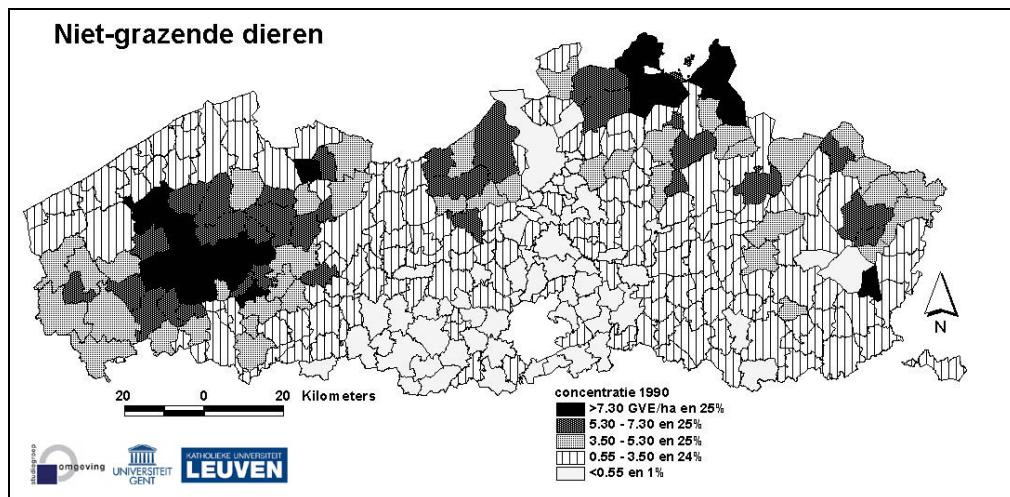 Niet-grazende dieren
N
20 0 20 Kilometers
concentratie 1990
>7.30 GVE/ha en 25%
5.30 - 7.30 en 25%
3.50 - 5.30 en 25%
0.55 - 3.50 en 24%
<0.55 en 1%
studiegroep
omgeving
UNIVERSITEIT
GENT
KATHOLIEKE UNIVERSITEIT
LEUVEN